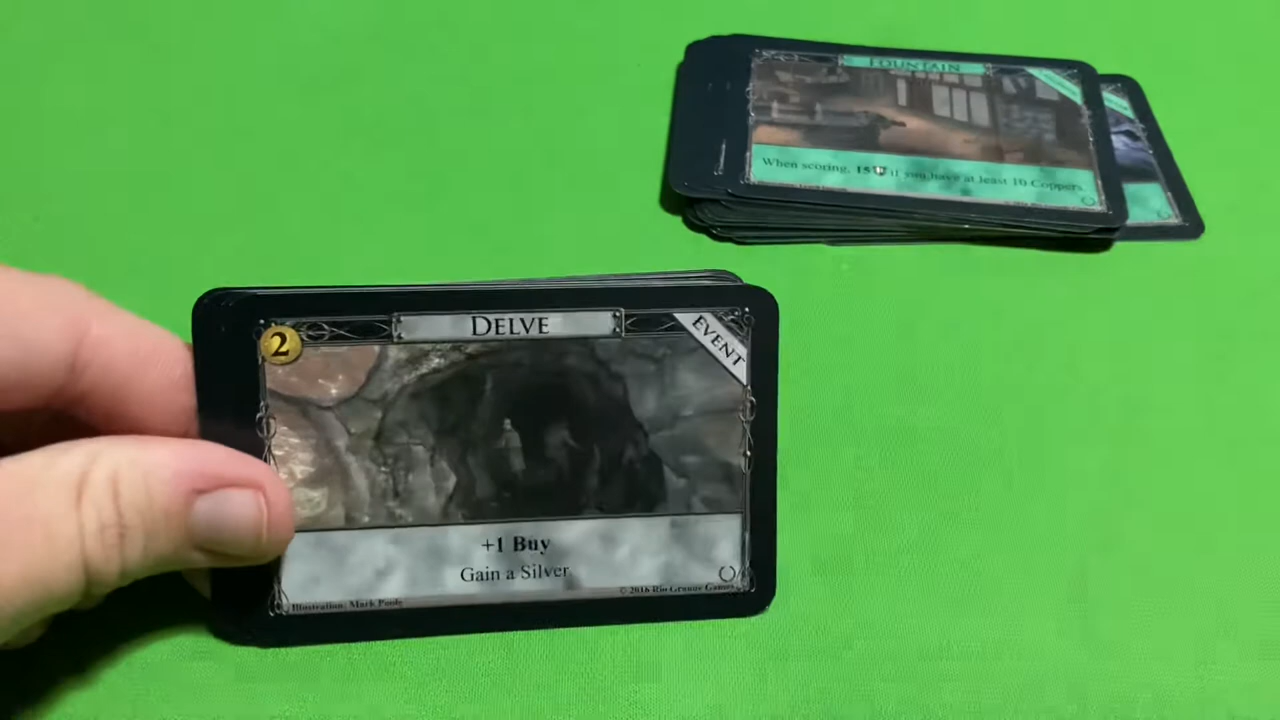 FOUNTAIN
When scoring, 15 if you have at least 10 Coppers.
DELVE
2
EVENT
+1 Buy
Gain a Silver.
Illustration: Mark Poole
© 2016 Rio Grande Games